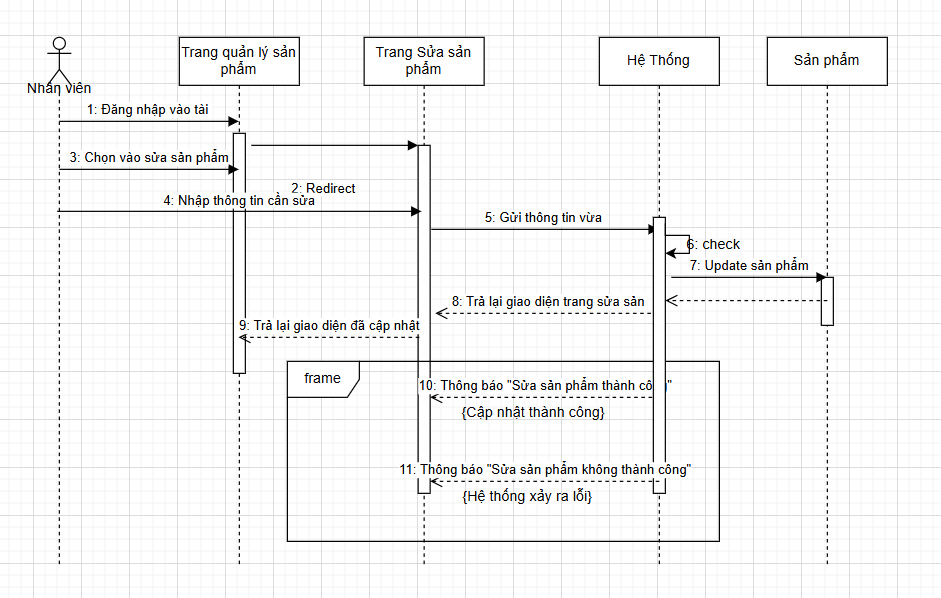 Trang quản lý sản
phẩm
Trang Sửa sản
phẩm
Hệ Thống
Sản phẩm
Nhân viên
1: Đăng nhập vào tài
3: Chọn vào sửa sản phẩm
2: Redirect
4: Nhập thông tin cần sửa
5: Gửi thông tin vừa
6: check
7: Update sản phẩm
8: Trả lại giao diện trang sửa sản
9: Trả lại giao diện đã cập nhật
frame
10: Thông báo "Sửa sản phẩm thành công"
{Cập nhật thành công}
11: Thông báo "Sửa sản phẩm không thành công"
{Hệ thống xảy ra lỗi}